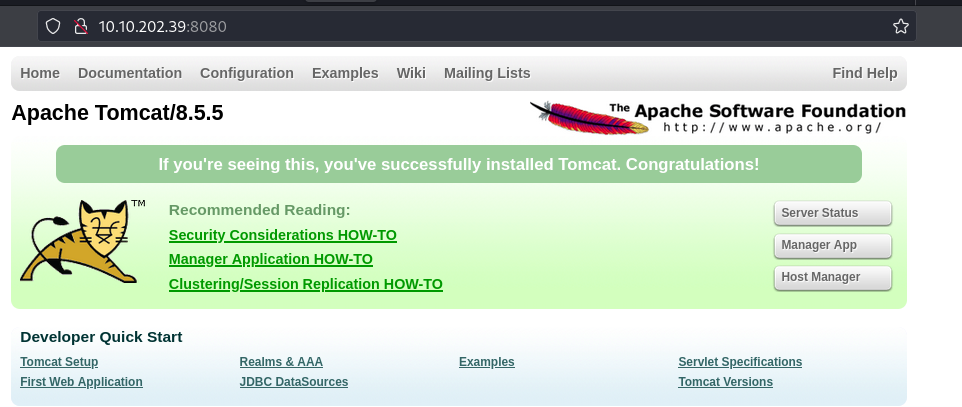 10.10.202.39:8080
Home Documentation Configuration Examples Wiki Mailing Lists Find Help
Apache Tomcat/8.5.5
The Apache Software Foundation
http://www.apache.org/
If you're seeing this, you've successfully installed Tomcat. Congratulations!
TM
Recommended Reading:
Security Considerations HOW-TO
Manager Application HOW-TO
Clustering/Session Replication HOW-TO
Server Status
Manager App
Host Manager
Developer Quick Start
Tomcat Setup Realms & AAA Examples Servlet Specifications
First Web Application JDBC DataSources Tomcat Versions